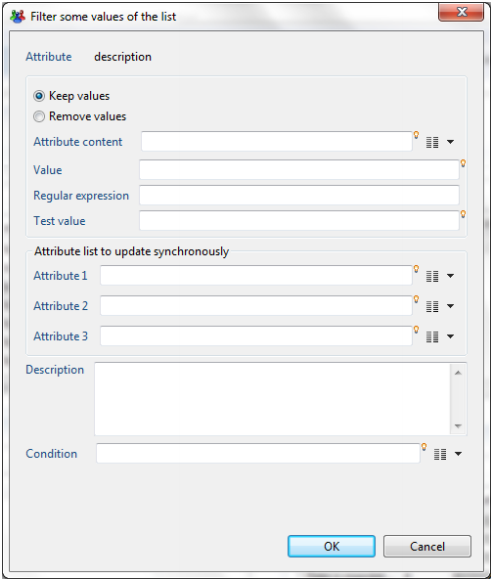 Filter some values of the list
Attribute description
Keep values
Remove values
Attribute content
Value
Regular expression
Test value
Attribute list to update synchronously
Attribute 1
Attribute 2
Attribute 3
Description
Condition
OK Cancel